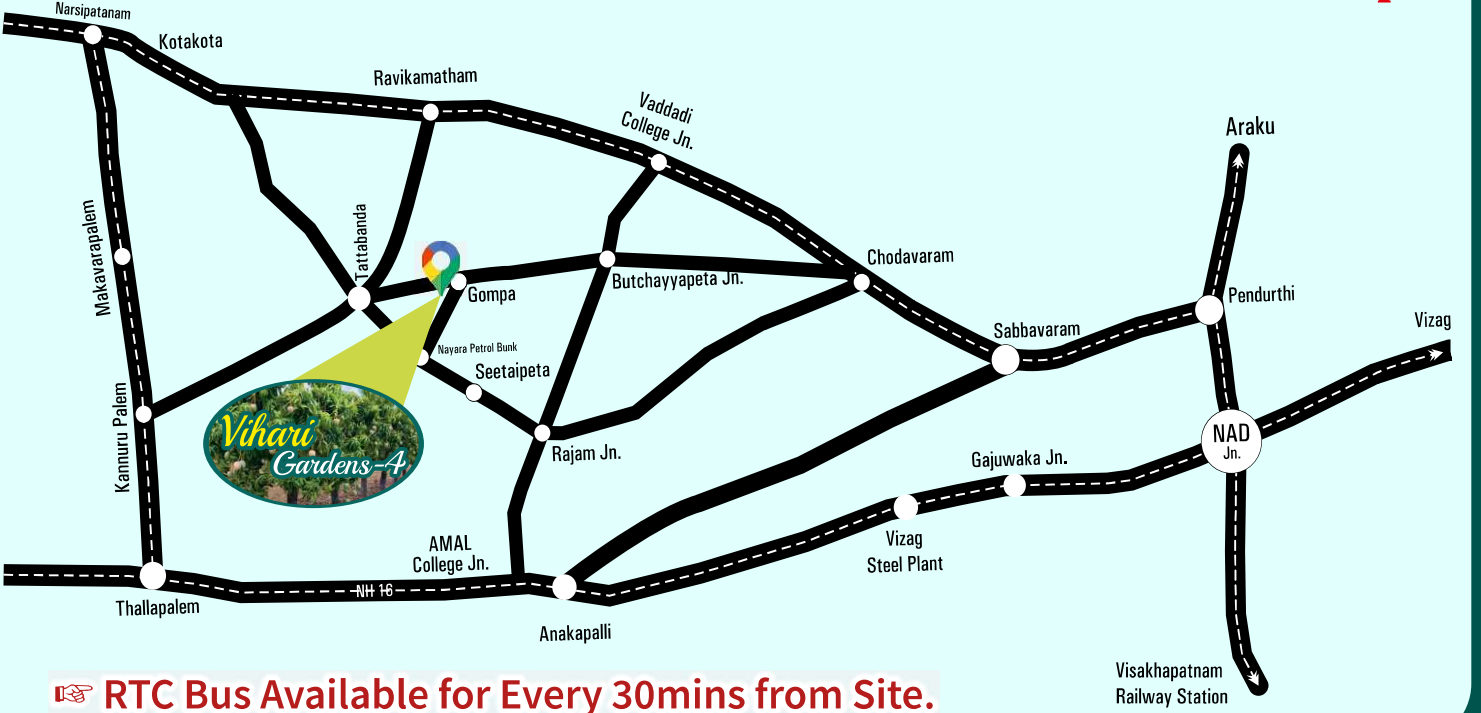 Narsipatanam
Kotakota
Ravikamatham
Vaddadi
College Jn.
Araku
Makavarapalem
Tattabanda
Chodavaram
Butchayyapeta Jn.
Gompa
Pendurthi
Vizag
Sabbavaram
Nayara Petrol Bunk
Seetaipeta
Kannuru Palem
Vihari
Gardens-4
Rajam Jn.
NAD
Jn.
Gajuwaka Jn.
AMAL
College Jn.
Vizag
Steel Plant
NH 16
Thallapalem
Anakapalli
Visakhapatnam
Railway Station
☞ RTC Bus Available for Every 30mins from Site.